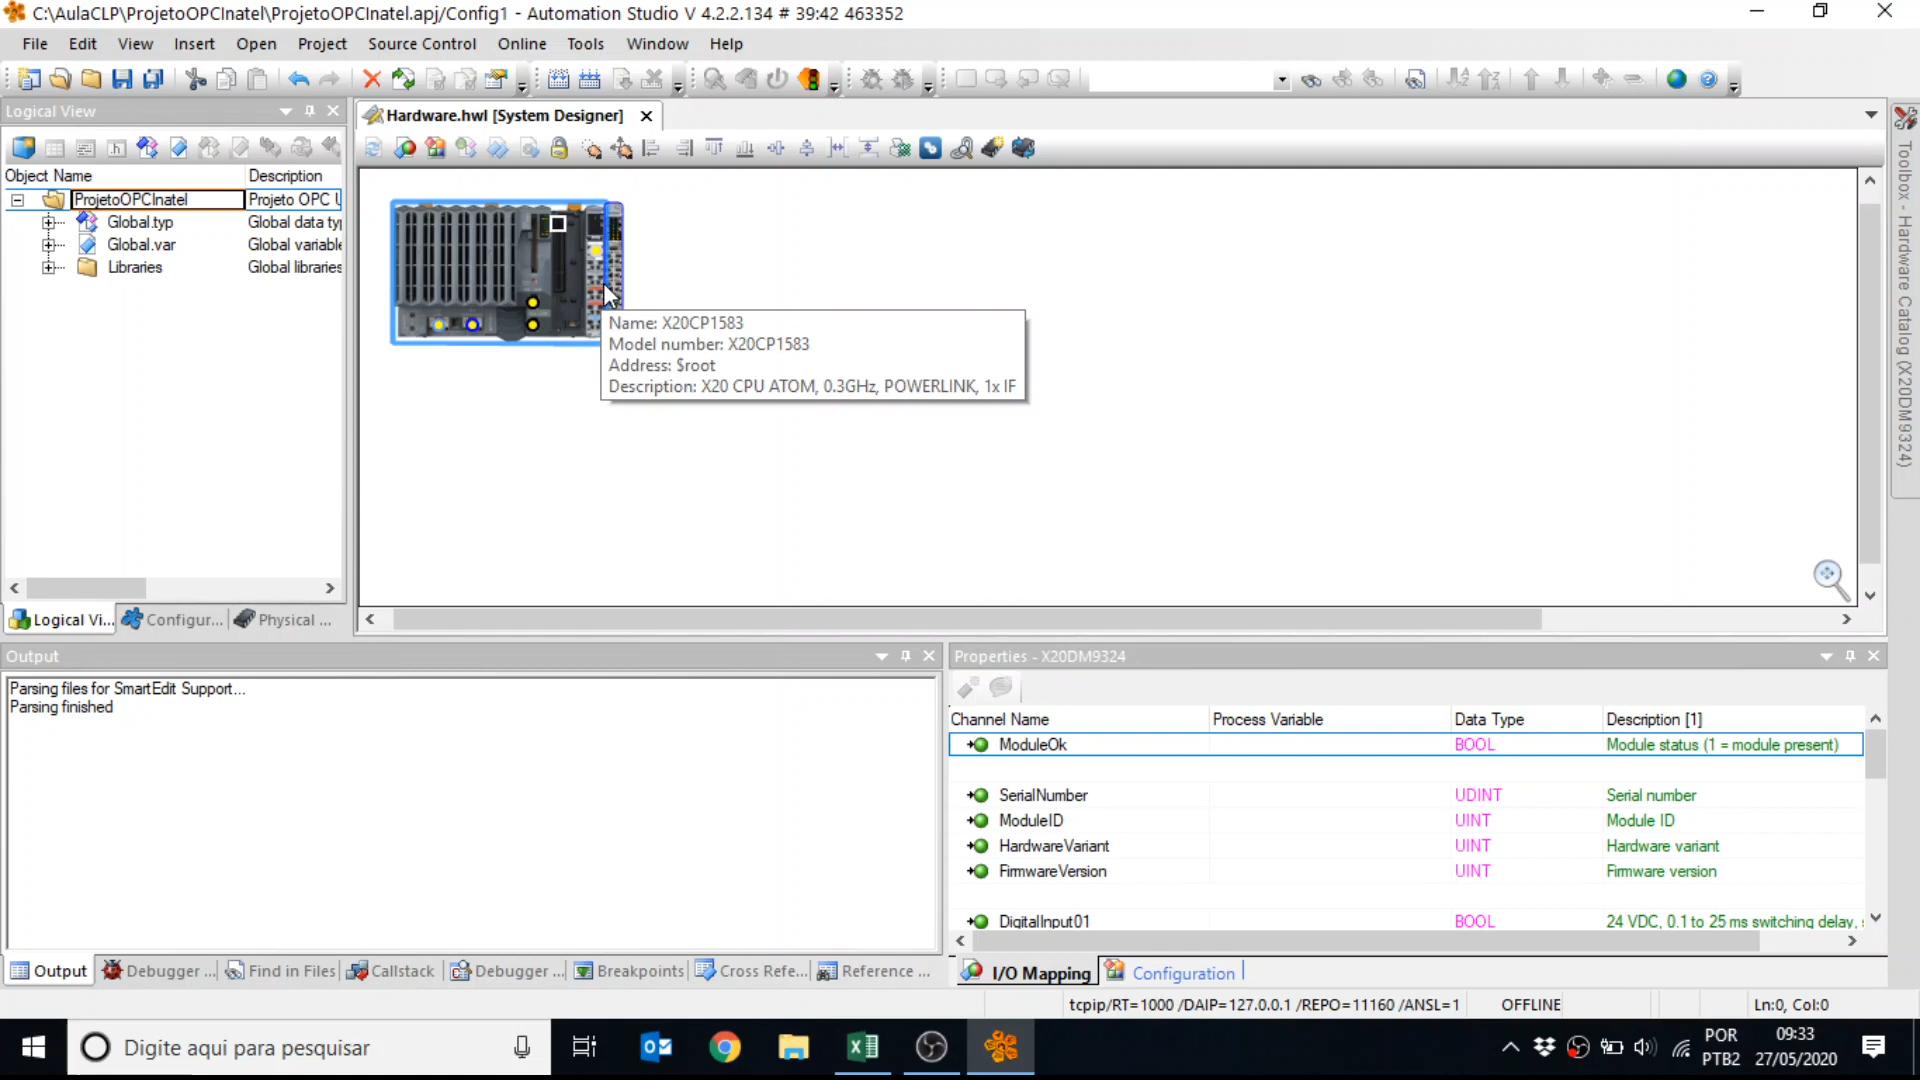 C:\AulaCLP\ProjetoOPCInatel\ProjetoOPCInatel.apj/Config1 - Automation Studio V 4.2.2.134 # 39:42 463352
File Edit View Insert Open Project Source Control Online Tools Window Help
Logical View
Hardware.hwl [System Designer]
Object Name Description
ProjetoOPCInatel Projeto OPC U
Global.typ Global data typ
Global.var Global variable
Libraries Global libraries
Name: X20CP1583
Model number: X20CP1583
Address: $root
Description: X20 CPU ATOM, 0.3GHz, POWERLINK, 1x IF
Toolbox - Hardware Catalog (X20DM9324)
Logical Vi... Configur... Physical ...
Output
Parsing files for SmartEdit Support...
Parsing finished
Properties - X20DM9324
Channel Name Process Variable Data Type Description [1]
ModuleOk BOOL Module status (1 = module present)
SerialNumber UDINT Serial number
ModuleID UINT Module ID
HardwareVariant UINT Hardware variant
FirmwareVersion UINT Firmware version
DigitalInput01 BOOL 24 VDC, 0.1 to 25 ms switching delay, s
Output Debugger ... Find in Files Callstack Debugger ... Breakpoints Cross Refe... Reference ...
I/O Mapping Configuration
tcpip/RT=1000 /DAIP=127.0.0.1 /REPO=11160 /ANSL=1 OFFLINE Ln:0, Col:0
Digite aqui para pesquisar
POR 09:33
PTB2 27/05/2020